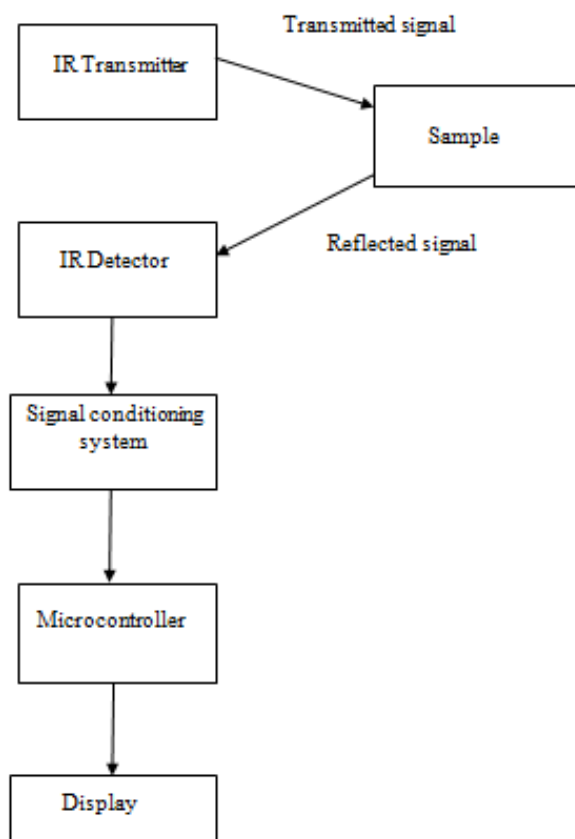 Transmitted signal
IR Transmitter
Sample
Reflected signal
IR Detector
Signal conditioning
system
Microcontroller
Display